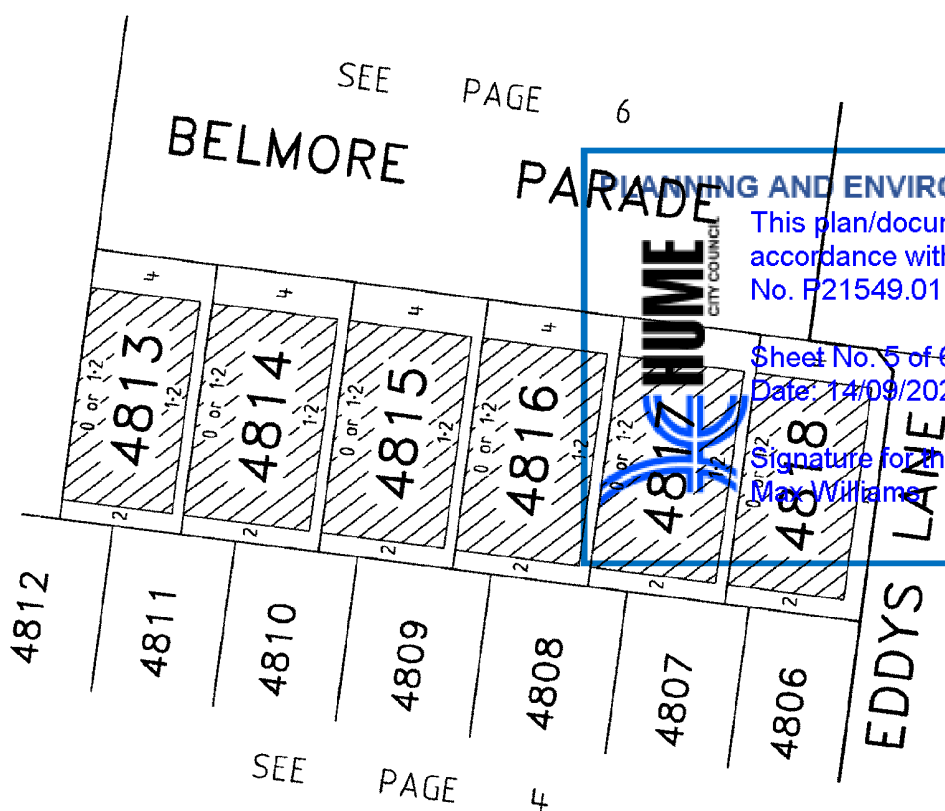 SEE PAGE 6
BELMORE PARADE
PLANNING AND ENVIRO
This plan/docum
accordance with
No. P21549.01
Sheet No. 5 of 6
Date: 14/09/202
Signature for th
Max Williams
HUME
CITY COUNCIL
4 4 4 4
0 or 1·2 4813 1·2
0 or 1·2 4814 1·2
0 or 1·2 4815 1·2
0 or 1·2 4816 1·2
0 or 1·2 4817 1·2
4818
2 2 2 2 2 2
EDDYS LANE
4812
4811
4810
4809
4808
4807
4806
SEE PAGE 4